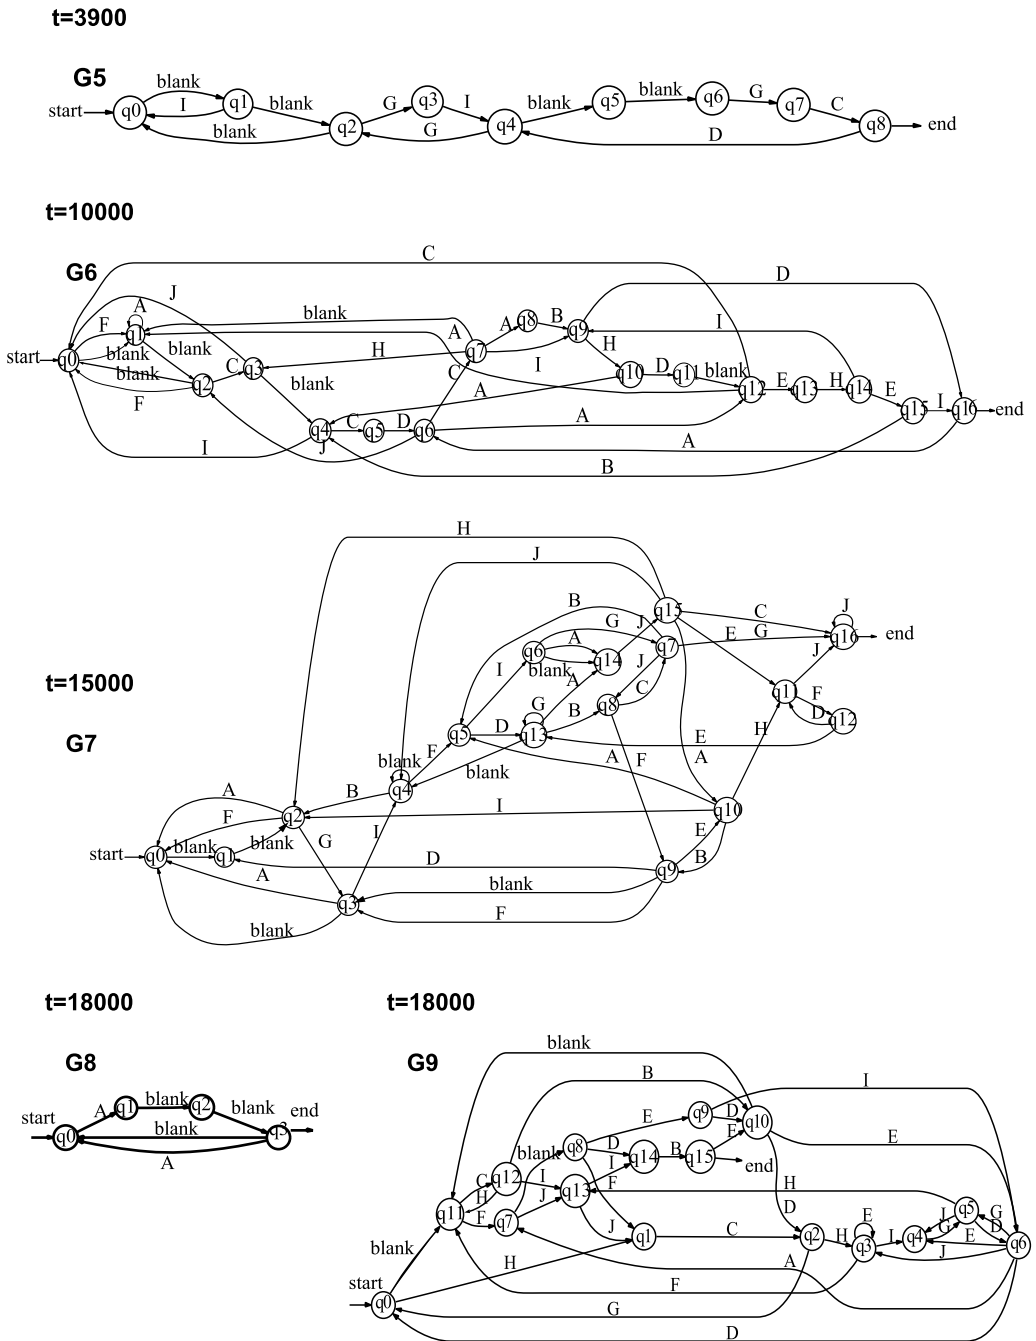 t=3900
G5
start q0 blank I q1 blank blank q2 G q3 I G q4 blank q5 blank q6 G q7 C D q8 end
t=10000
G6
C
D
J
start q0 F A q1 blank blank blank F q2 C q3 blank H blank I q4 J C q5 D q6 C A q7 A q8 B q9 I H q10 D q11 blank q12 E q13 H q14 I E q15 I q16 end
A
A
A
B
t=15000
G7
H
J
B
G
J
q15
C
J
q16
end
E
G
q6
A
blank
q14
q7
J
C
I
A
J
q11
F
D
q12
G
B
q8
q5
D
q13
E
H
F
blank
A
F
A
blank
q4
B
I
q10
A
F
q2
G
I
E
B
start
q0
blank
q1
blank
D
q9
A
blank
q3
F
blank
t=18000
G8
start q0 A q1 blank q2 blank q3 end
blank
A
t=18000
G9
blank
B
I
E
q9
D
q10
E
E
blank
q8
D
q14
B
q15
end
C
q12
I
I
F
q13
H
H
q11
F
q7
J
J
q1
C
D
q2
H
E
q3
I
q4
I
G
q5
G
D
E
J
q6
blank
H
A
F
start
q0
G
D